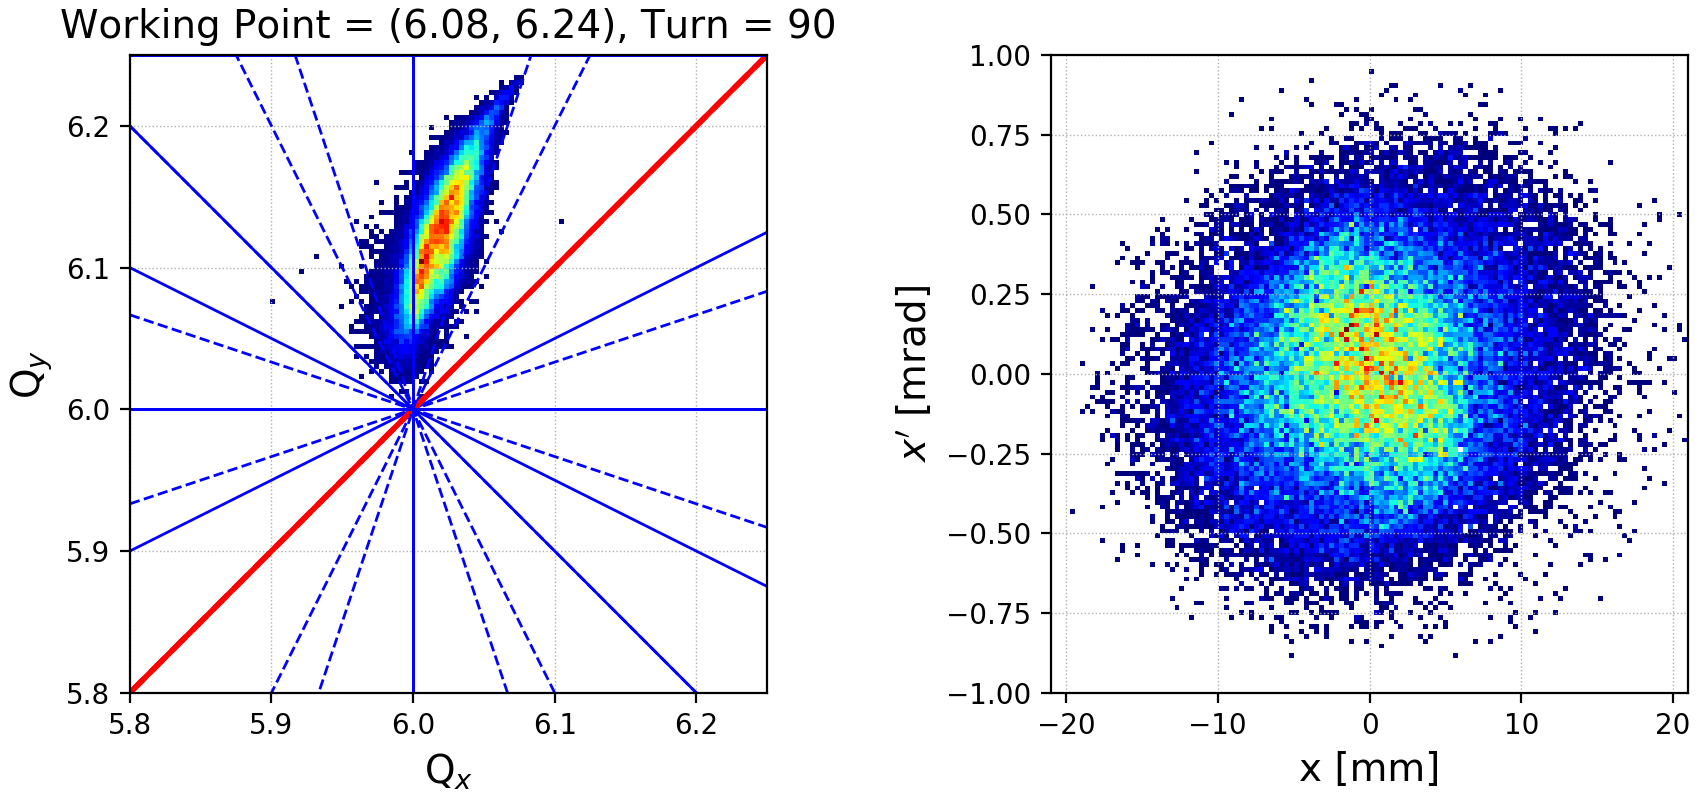 Working Point = (6.08, 6.24), Turn = 90
6.2
6.1
6.0
5.9
5.8
Q_y
5.8 5.9 6.0 6.1 6.2
Q_x
1.00
0.75
0.50
0.25
0.00
−0.25
−0.50
−0.75
−1.00
x′ [mrad]
−20 −10 0 10 20
x [mm]